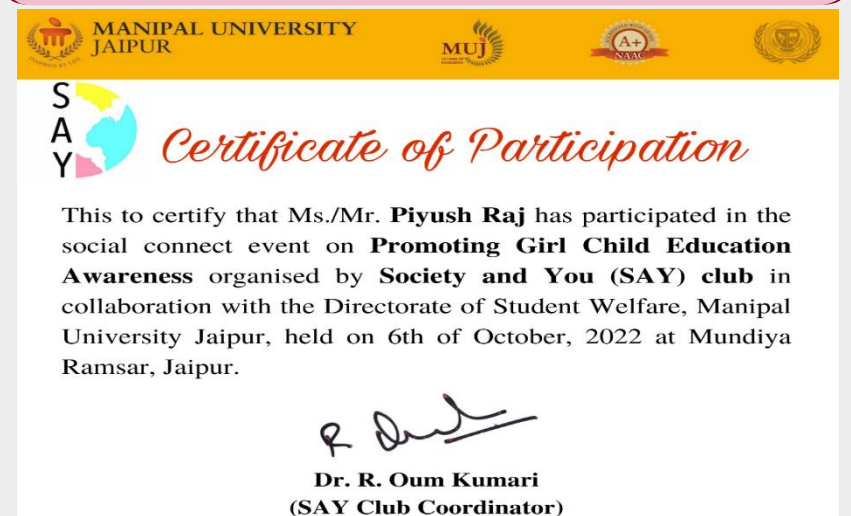 MANIPAL UNIVERSITY
JAIPUR
MUJ
A+
NAAC
S
A
Y
Certificate of Participation
This to certify that Ms./Mr. Piyush Raj has participated in the
social connect event on Promoting Girl Child Education
Awareness organised by Society and You (SAY) club in
collaboration with the Directorate of Student Welfare, Manipal
University Jaipur, held on 6th of October, 2022 at Mundiya
Ramsar, Jaipur.
Dr. R. Oum Kumari
(SAY Club Coordinator)